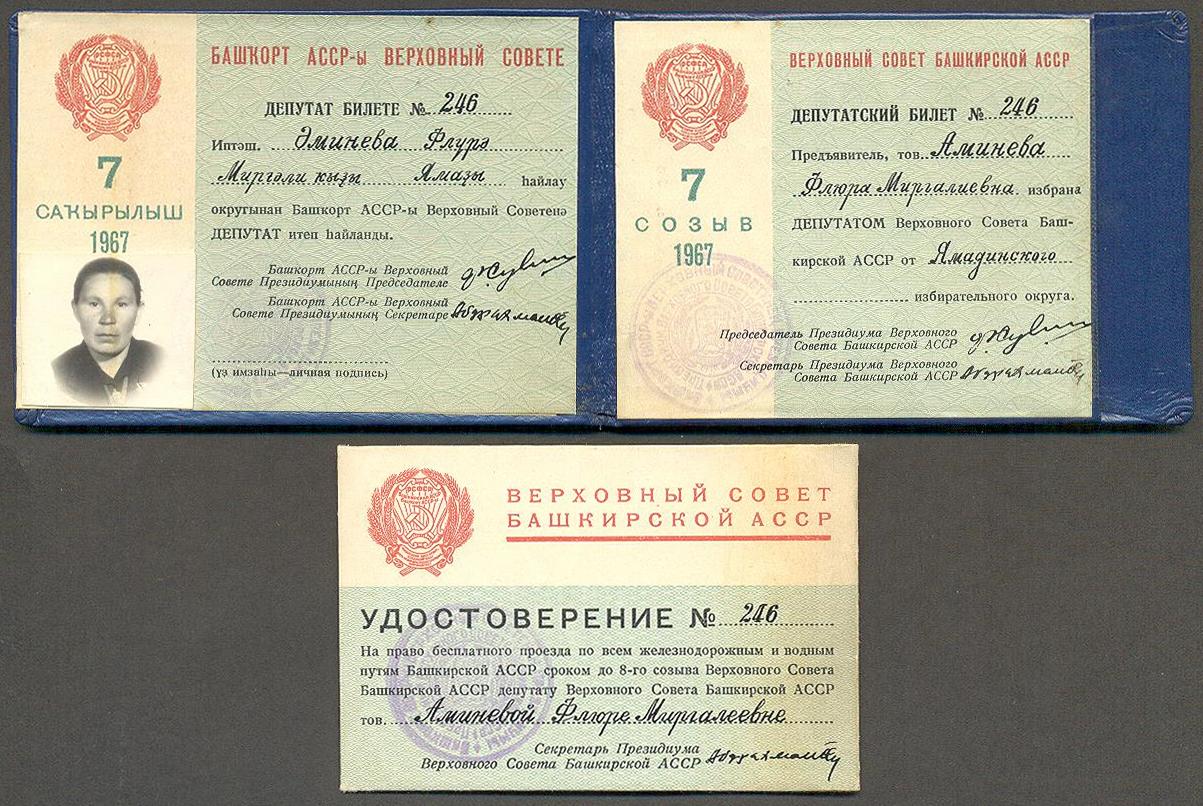 БАШҠОРТ АССР-ы ВЕРХОВНЫЙ СОВЕТЕ
ДЕПУТАТ БИЛЕТЕ № 246
Иптәш. Әминева Флүрә
Миргәли ҡыҙы Ямаҙы һайлау
округынан Башҡорт АССР-ы Верховный Советенә
ДЕПУТАТ итеп һайланды.
Башҡорт АССР-ы Верховный
Совете Президиумының Председателе
Башҡорт АССР-ы Верховный
Совете Президиумының Секретаре
(үҙ имзаһы—личная подпись)
7
САҠЫРЫЛЫШ
1967
ВЕРХОВНЫЙ СОВЕТ БАШКИРСКОЙ АССР
ДЕПУТАТСКИЙ БИЛЕТ № 246
Предъявитель, тов. Аминева
Флюра Миргалиевна избрана
ДЕПУТАТОМ Верховного Совета Баш-
кирской АССР от Ямадинского
избирательного округа.
Председатель Президиума Верховного
Совета Башкирской АССР
Секретарь Президиума Верховного
Совета Башкирской АССР
7
СОЗЫВ
1967
ВЕРХОВНЫЙ СОВЕТ
БАШКИРСКОЙ АССР
УДОСТОВЕРЕНИЕ № 246
На право бесплатного проезда по всем железнодорожным и водным
путям Башкирской АССР сроком до 8-го созыва Верховного Совета
Башкирской АССР депутату Верховного Совета Башкирской АССР
тов. Аминевой Флюре Миргалеевне
Секретарь Президиума
Верховного Совета Башкирской АССР